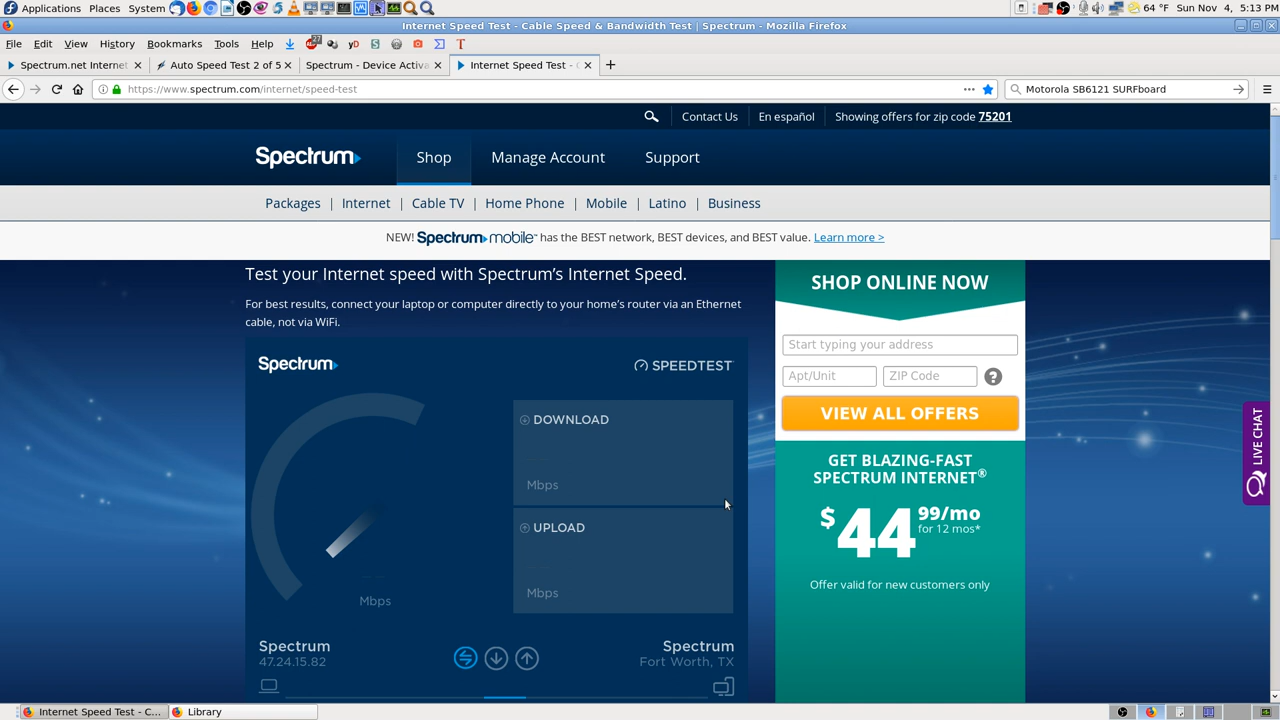 Applications Places System 64 °F Sun Nov 4, 5:13 PM
Internet Speed Test - Cable Speed & Bandwidth Test | Spectrum - Mozilla Firefox
File Edit View History Bookmarks Tools Help 27 yD S Σ T
Spectrum.net Internet Auto Speed Test 2 of 5 Spectrum - Device Activa Internet Speed Test - C
https://www.spectrum.com/internet/speed-test Motorola SB6121 SURFboard
Contact Us | En español | Showing offers for zip code 75201
Spectrum Shop Manage Account Support
Packages | Internet | Cable TV | Home Phone | Mobile | Latino | Business
NEW! Spectrum mobile™ has the BEST network, BEST devices, and BEST value. Learn more >
Test your Internet speed with Spectrum’s Internet Speed.
For best results, connect your laptop or computer directly to your home’s router via an Ethernet
cable, not via WiFi.
Spectrum SPEEDTEST
DOWNLOAD
Mbps
UPLOAD
Mbps
Mbps
Spectrum
47.24.15.82
Spectrum
Fort Worth, TX
SHOP ONLINE NOW
Start typing your address
Apt/Unit ZIP Code ?
VIEW ALL OFFERS
GET BLAZING-FAST
SPECTRUM INTERNET®
$44 99/mo
for 12 mos*
Offer valid for new customers only
LIVE CHAT
Internet Speed Test - C... Library